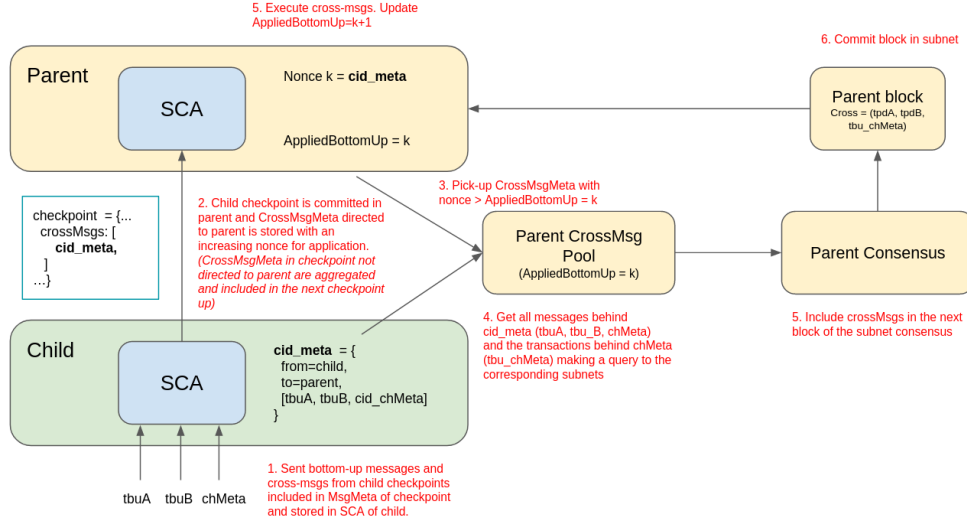 5. Execute cross-msgs. Update
AppliedBottomUp=k+1
6. Commit block in subnet
Parent
SCA
Nonce k = cid_meta
AppliedBottomUp = k
Parent block
Cross = (tpdA, tpdB,
tbu_chMeta)
checkpoint = {...
crossMsgs: [
cid_meta,
]
...}
2. Child checkpoint is committed in
parent and CrossMsgMeta directed
to parent is stored with an
increasing nonce for application.
(CrossMsgMeta in checkpoint not
directed to parent are aggregated
and included in the next checkpoint
up)
3. Pick-up CrossMsgMeta with
nonce > AppliedBottomUp = k
Parent CrossMsg
Pool
(AppliedBottomUp = k)
Parent Consensus
4. Get all messages behind
cid_meta (tbuA, tbu_B, chMeta)
and the transactions behind chMeta
(tbu_chMeta) making a query to the
corresponding subnets
5. Include crossMsgs in the next
block of the subnet consensus
Child
SCA
cid_meta = {
from=child,
to=parent,
[tbuA, tbuB, cid_chMeta]
}
tbuA
tbuB
chMeta
1. Sent bottom-up messages and
cross-msgs from child checkpoints
included in MsgMeta of checkpoint
and stored in SCA of child.